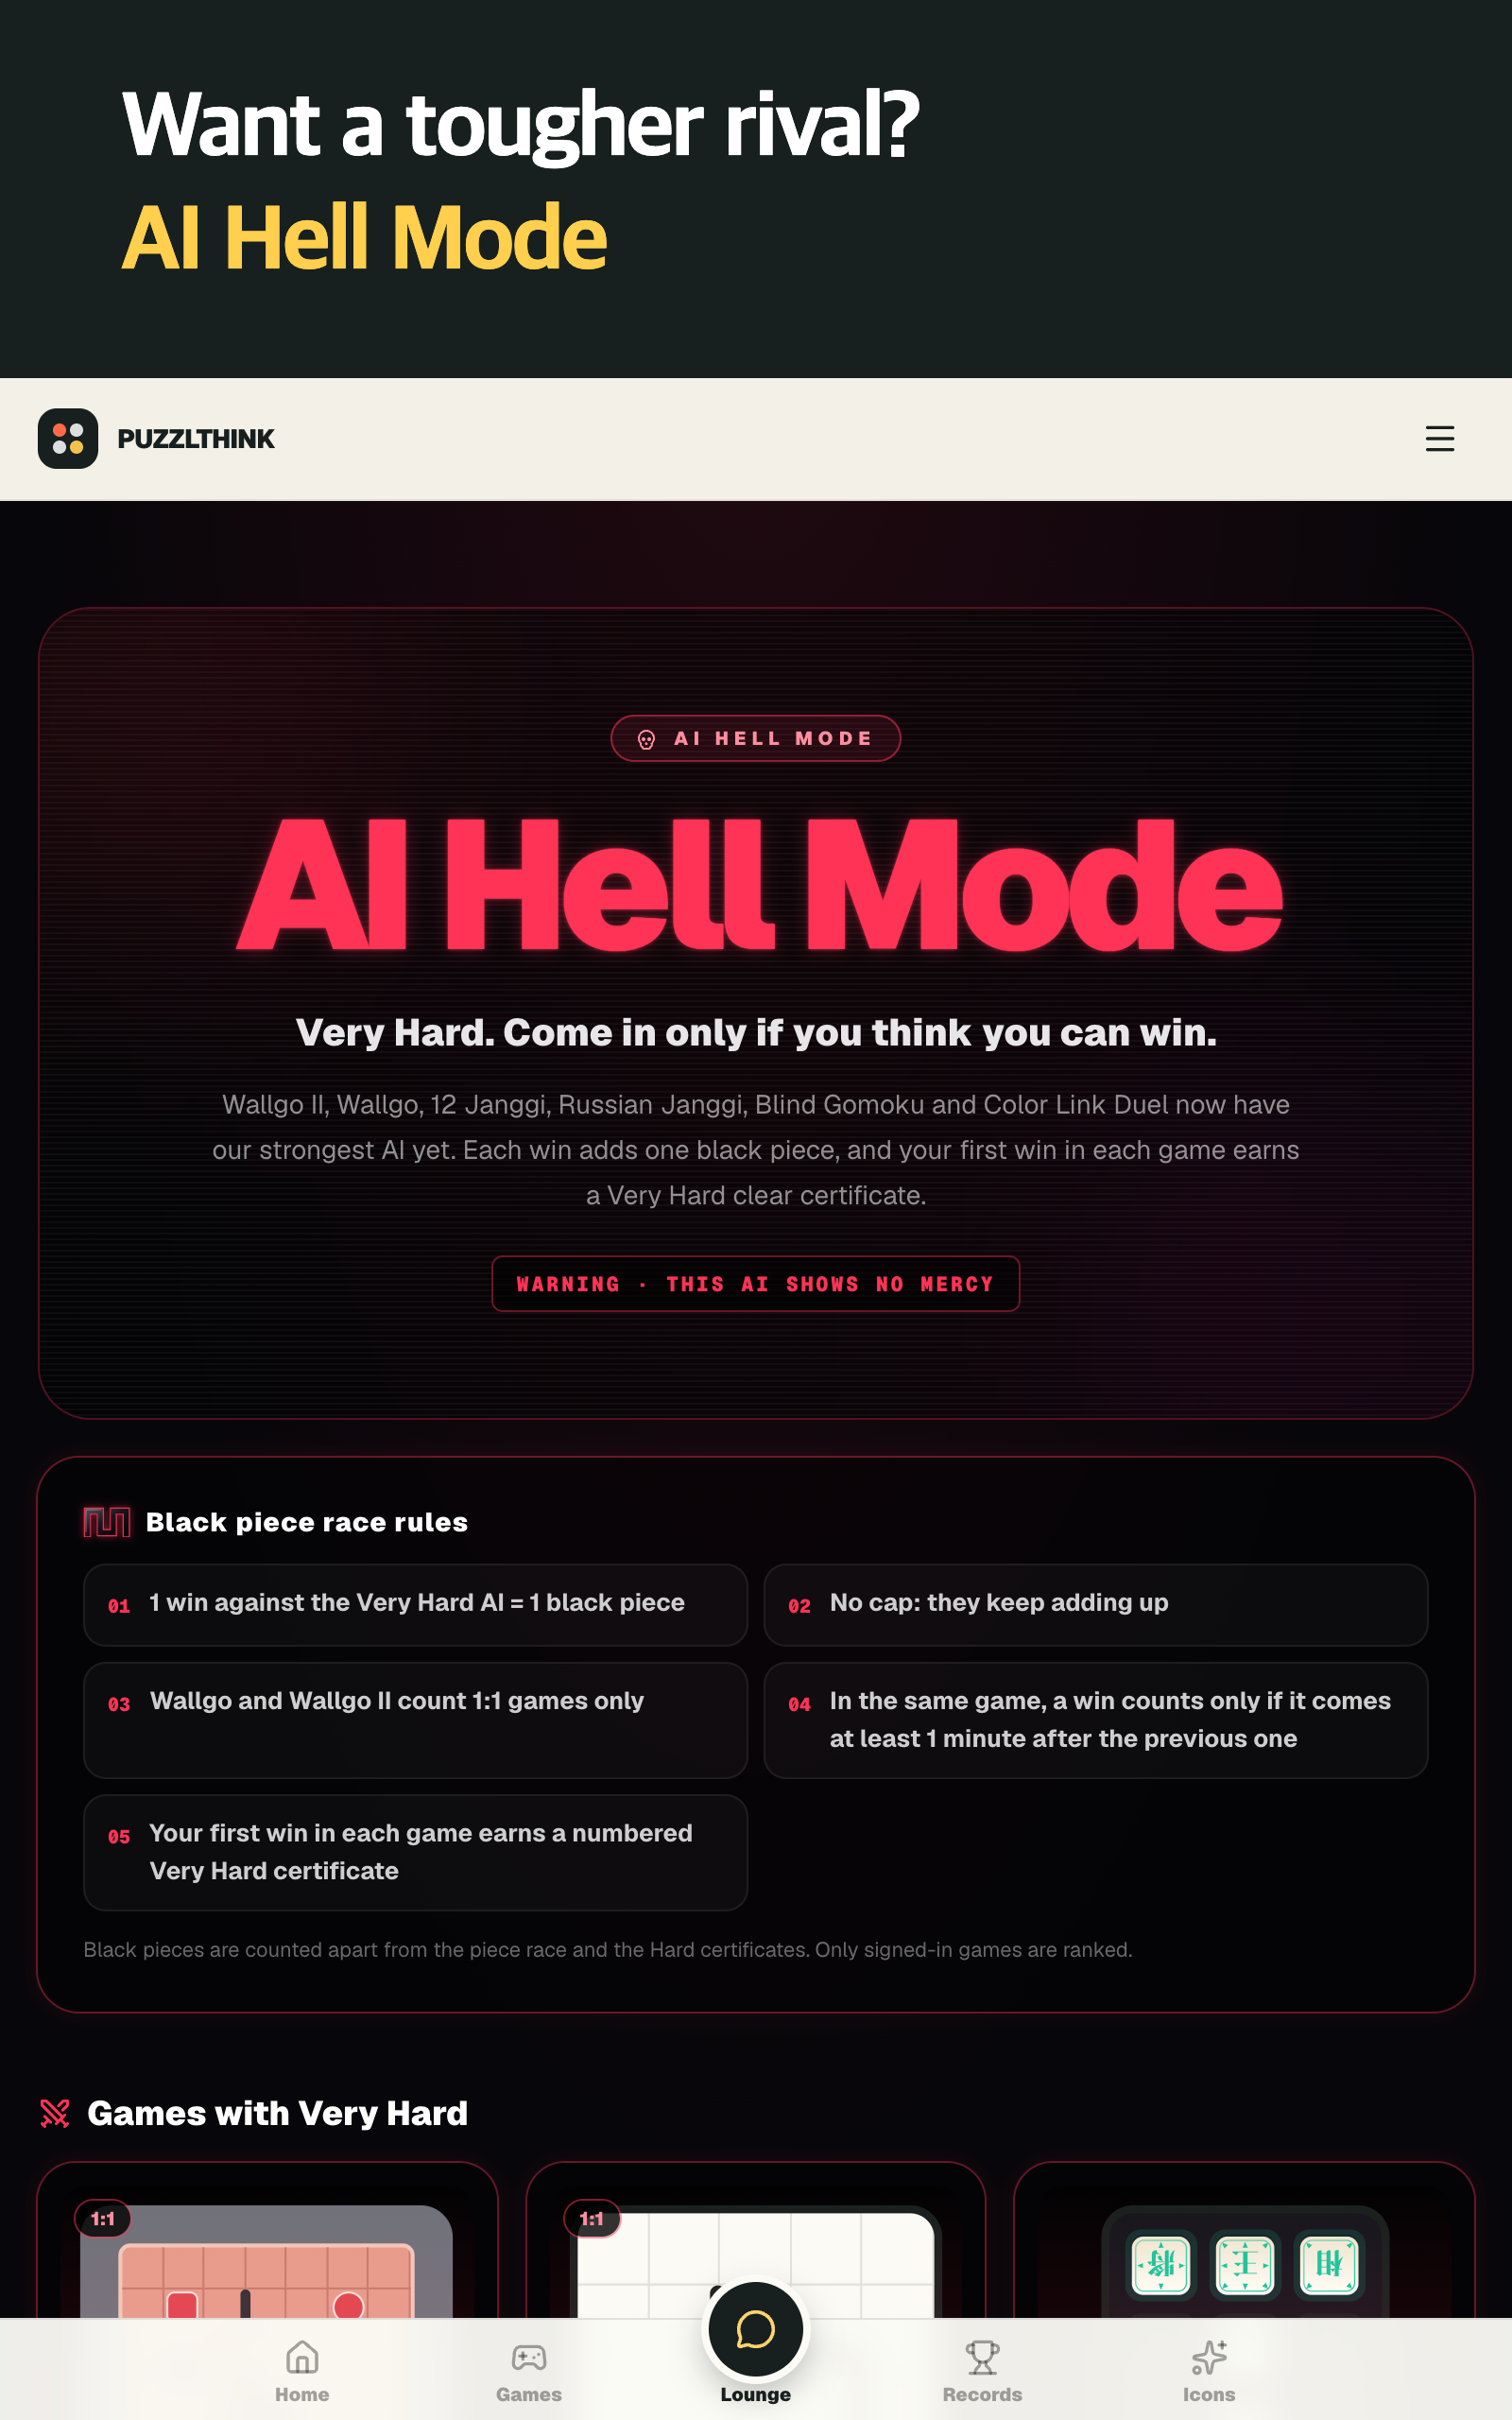 Want a tougher rival?
AI Hell Mode
PUZZLTHINK
AI HELL MODE
AI Hell Mode
Very Hard. Come in only if you think you can win.
Wallgo II, Wallgo, 12 Janggi, Russian Janggi, Blind Gomoku and Color Link Duel now have
our strongest AI yet. Each win adds one black piece, and your first win in each game earns
a Very Hard clear certificate.
WARNING · THIS AI SHOWS NO MERCY
Black piece race rules
01 1 win against the Very Hard AI = 1 black piece
02 No cap: they keep adding up
03 Wallgo and Wallgo II count 1:1 games only
04 In the same game, a win counts only if it comes
at least 1 minute after the previous one
05 Your first win in each game earns a numbered
Very Hard certificate
Black pieces are counted apart from the piece race and the Hard certificates. Only signed-in games are ranked.
Games with Very Hard
1:1
1:1
Home
Games
Lounge
Records
Icons